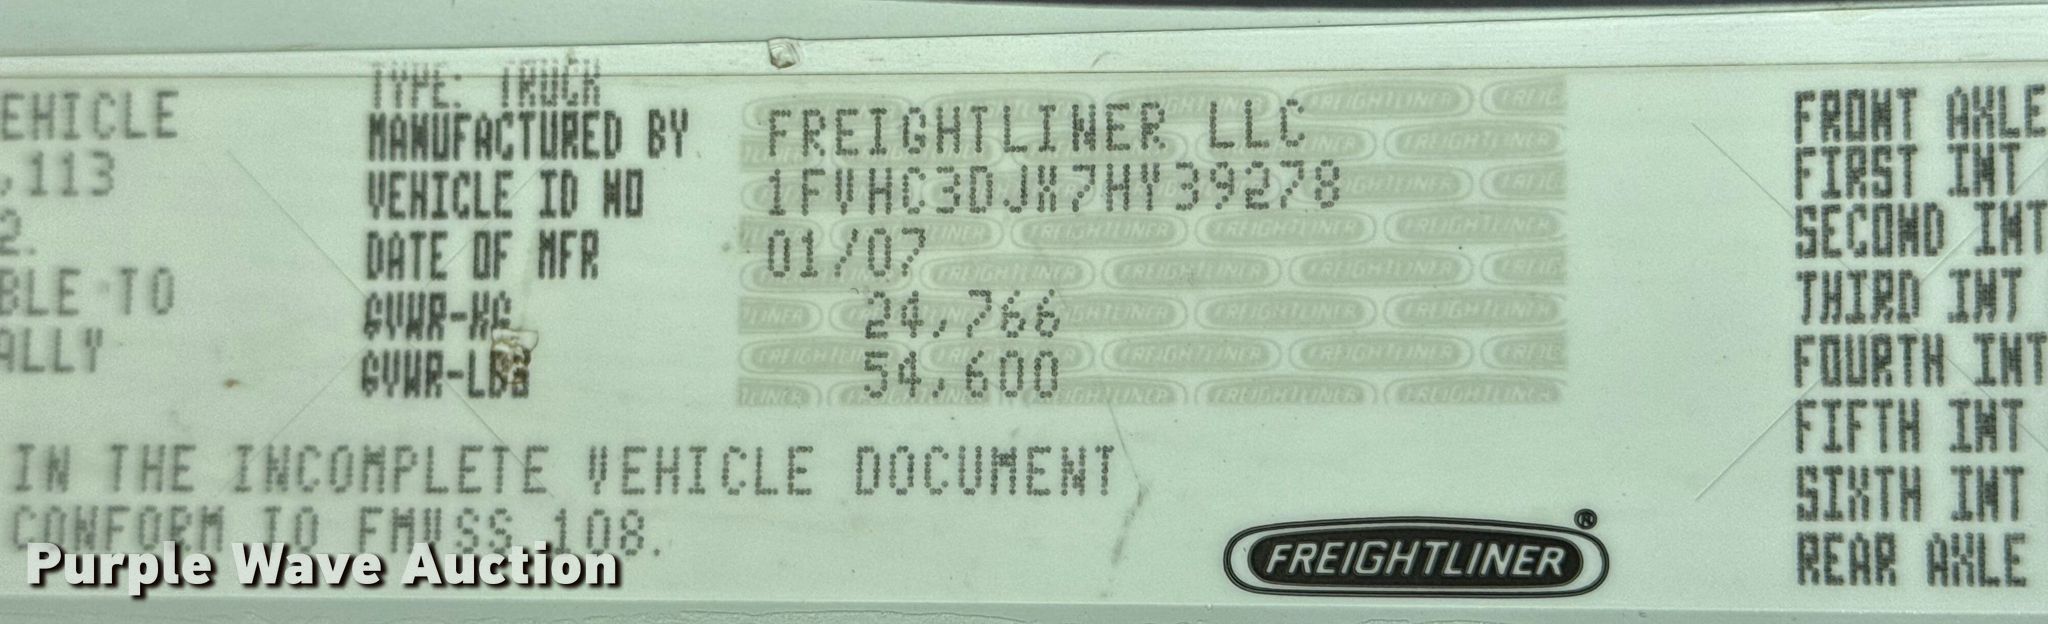 EHICLE
,113
R.
BLE TO
ALLY
TYPE: TRUCK
MANUFACTURED BY FREIGHTLINER LLC
VEHICLE ID NO 1FVHC3DJX7HY39278
DATE OF MFR 01/07
GVWR-KG 24,766
GVWR-LBS 54,600
IN THE INCOMPLETE VEHICLE DOCUMENT
CONFORM TO FMVSS 108.
FRONT AXLE
FIRST INT
SECOND INT
THIRD INT
FOURTH INT
FIFTH INT
SIXTH INT
REAR AXLE
FREIGHTLINER®
Purple Wave Auction